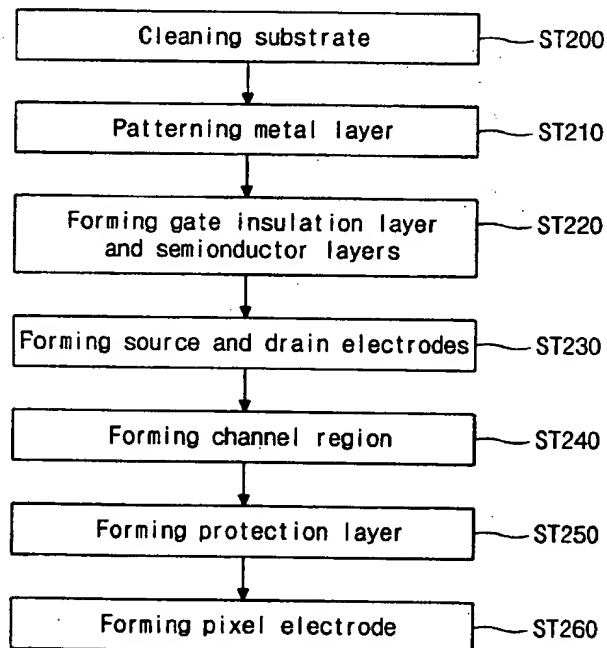 Cleaning substrate
ST200
Patterning metal layer
ST210
Forming gate insulation layer
and semionductor layers
ST220
Forming source and drain electrodes
ST230
Forming channel region
ST240
Forming protection layer
ST250
Forming pixel electrode
ST260